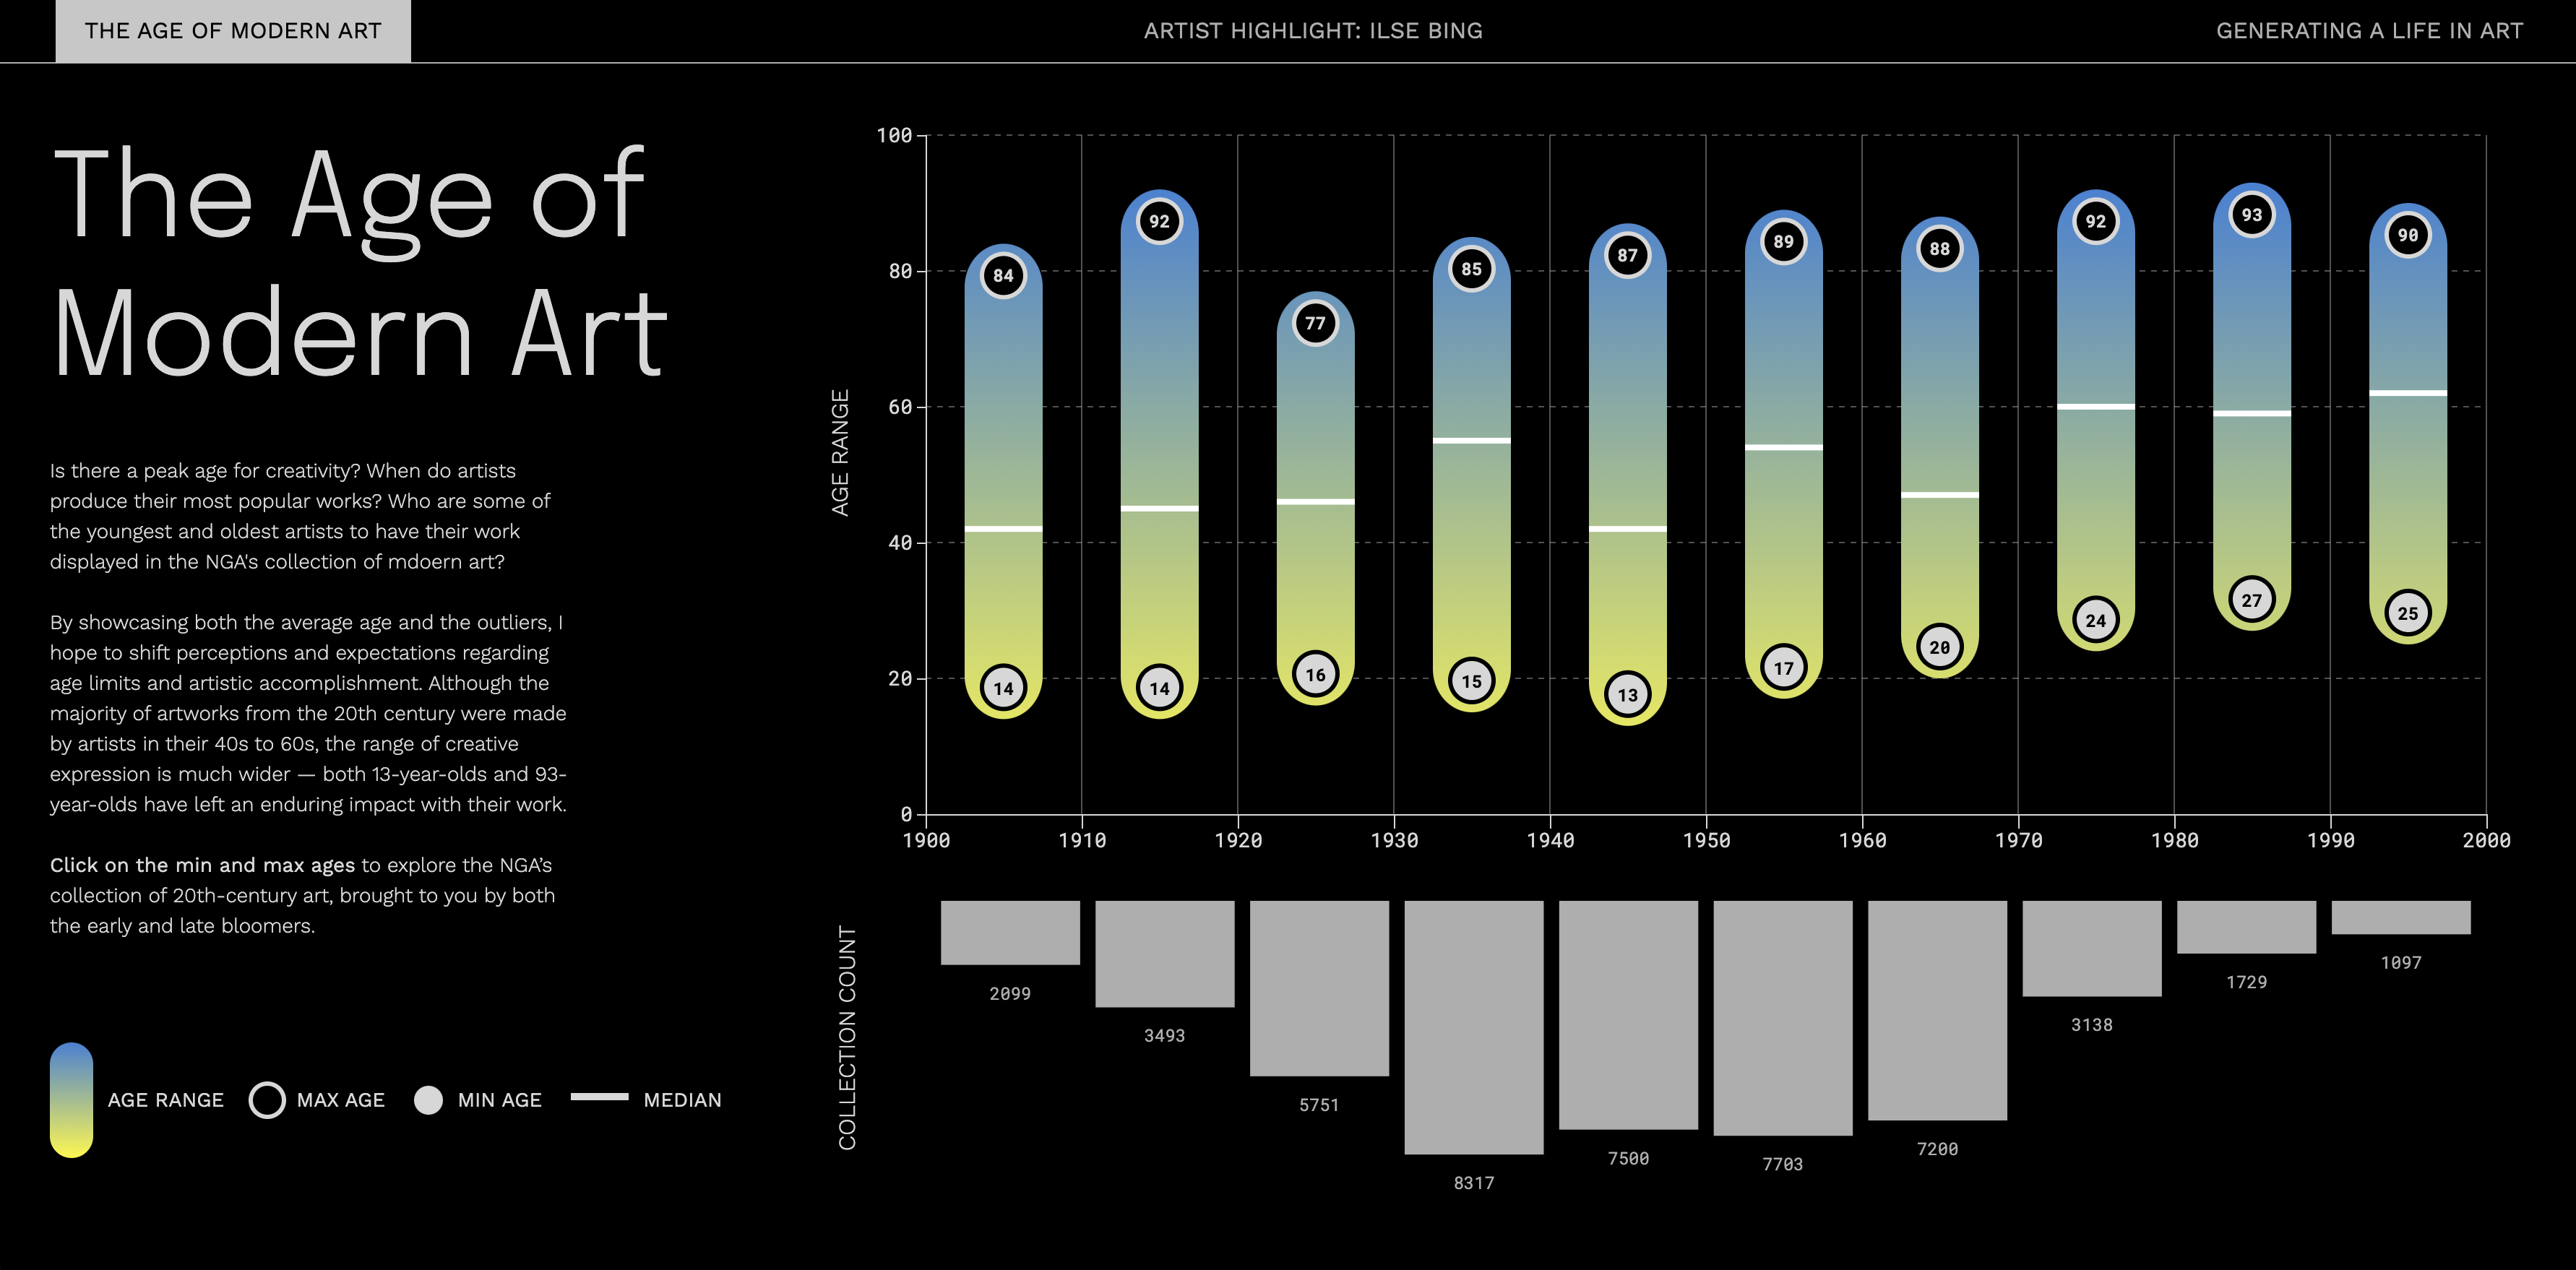 THE AGE OF MODERN ART
ARTIST HIGHLIGHT: ILSE BING
GENERATING A LIFE IN ART
The Age of
Modern Art
Is there a peak age for creativity? When do artists
produce their most popular works? Who are some of
the youngest and oldest artists to have their work
displayed in the NGA's collection of mdoern art?
By showcasing both the average age and the outliers, I
hope to shift perceptions and expectations regarding
age limits and artistic accomplishment. Although the
majority of artworks from the 20th century were made
by artists in their 40s to 60s, the range of creative
expression is much wider — both 13-year-olds and 93-
year-olds have left an enduring impact with their work.
Click on the min and max ages to explore the NGA’s
collection of 20th-century art, brought to you by both
the early and late bloomers.
AGE RANGE
MAX AGE
MIN AGE
MEDIAN
AGE RANGE
100
80
60
40
20
0
84
92
77
85
87
89
88
92
93
90
14
14
16
15
13
17
20
24
27
25
1900
1910
1920
1930
1940
1950
1960
1970
1980
1990
2000
COLLECTION COUNT
2099
3493
5751
8317
7500
7703
7200
3138
1729
1097